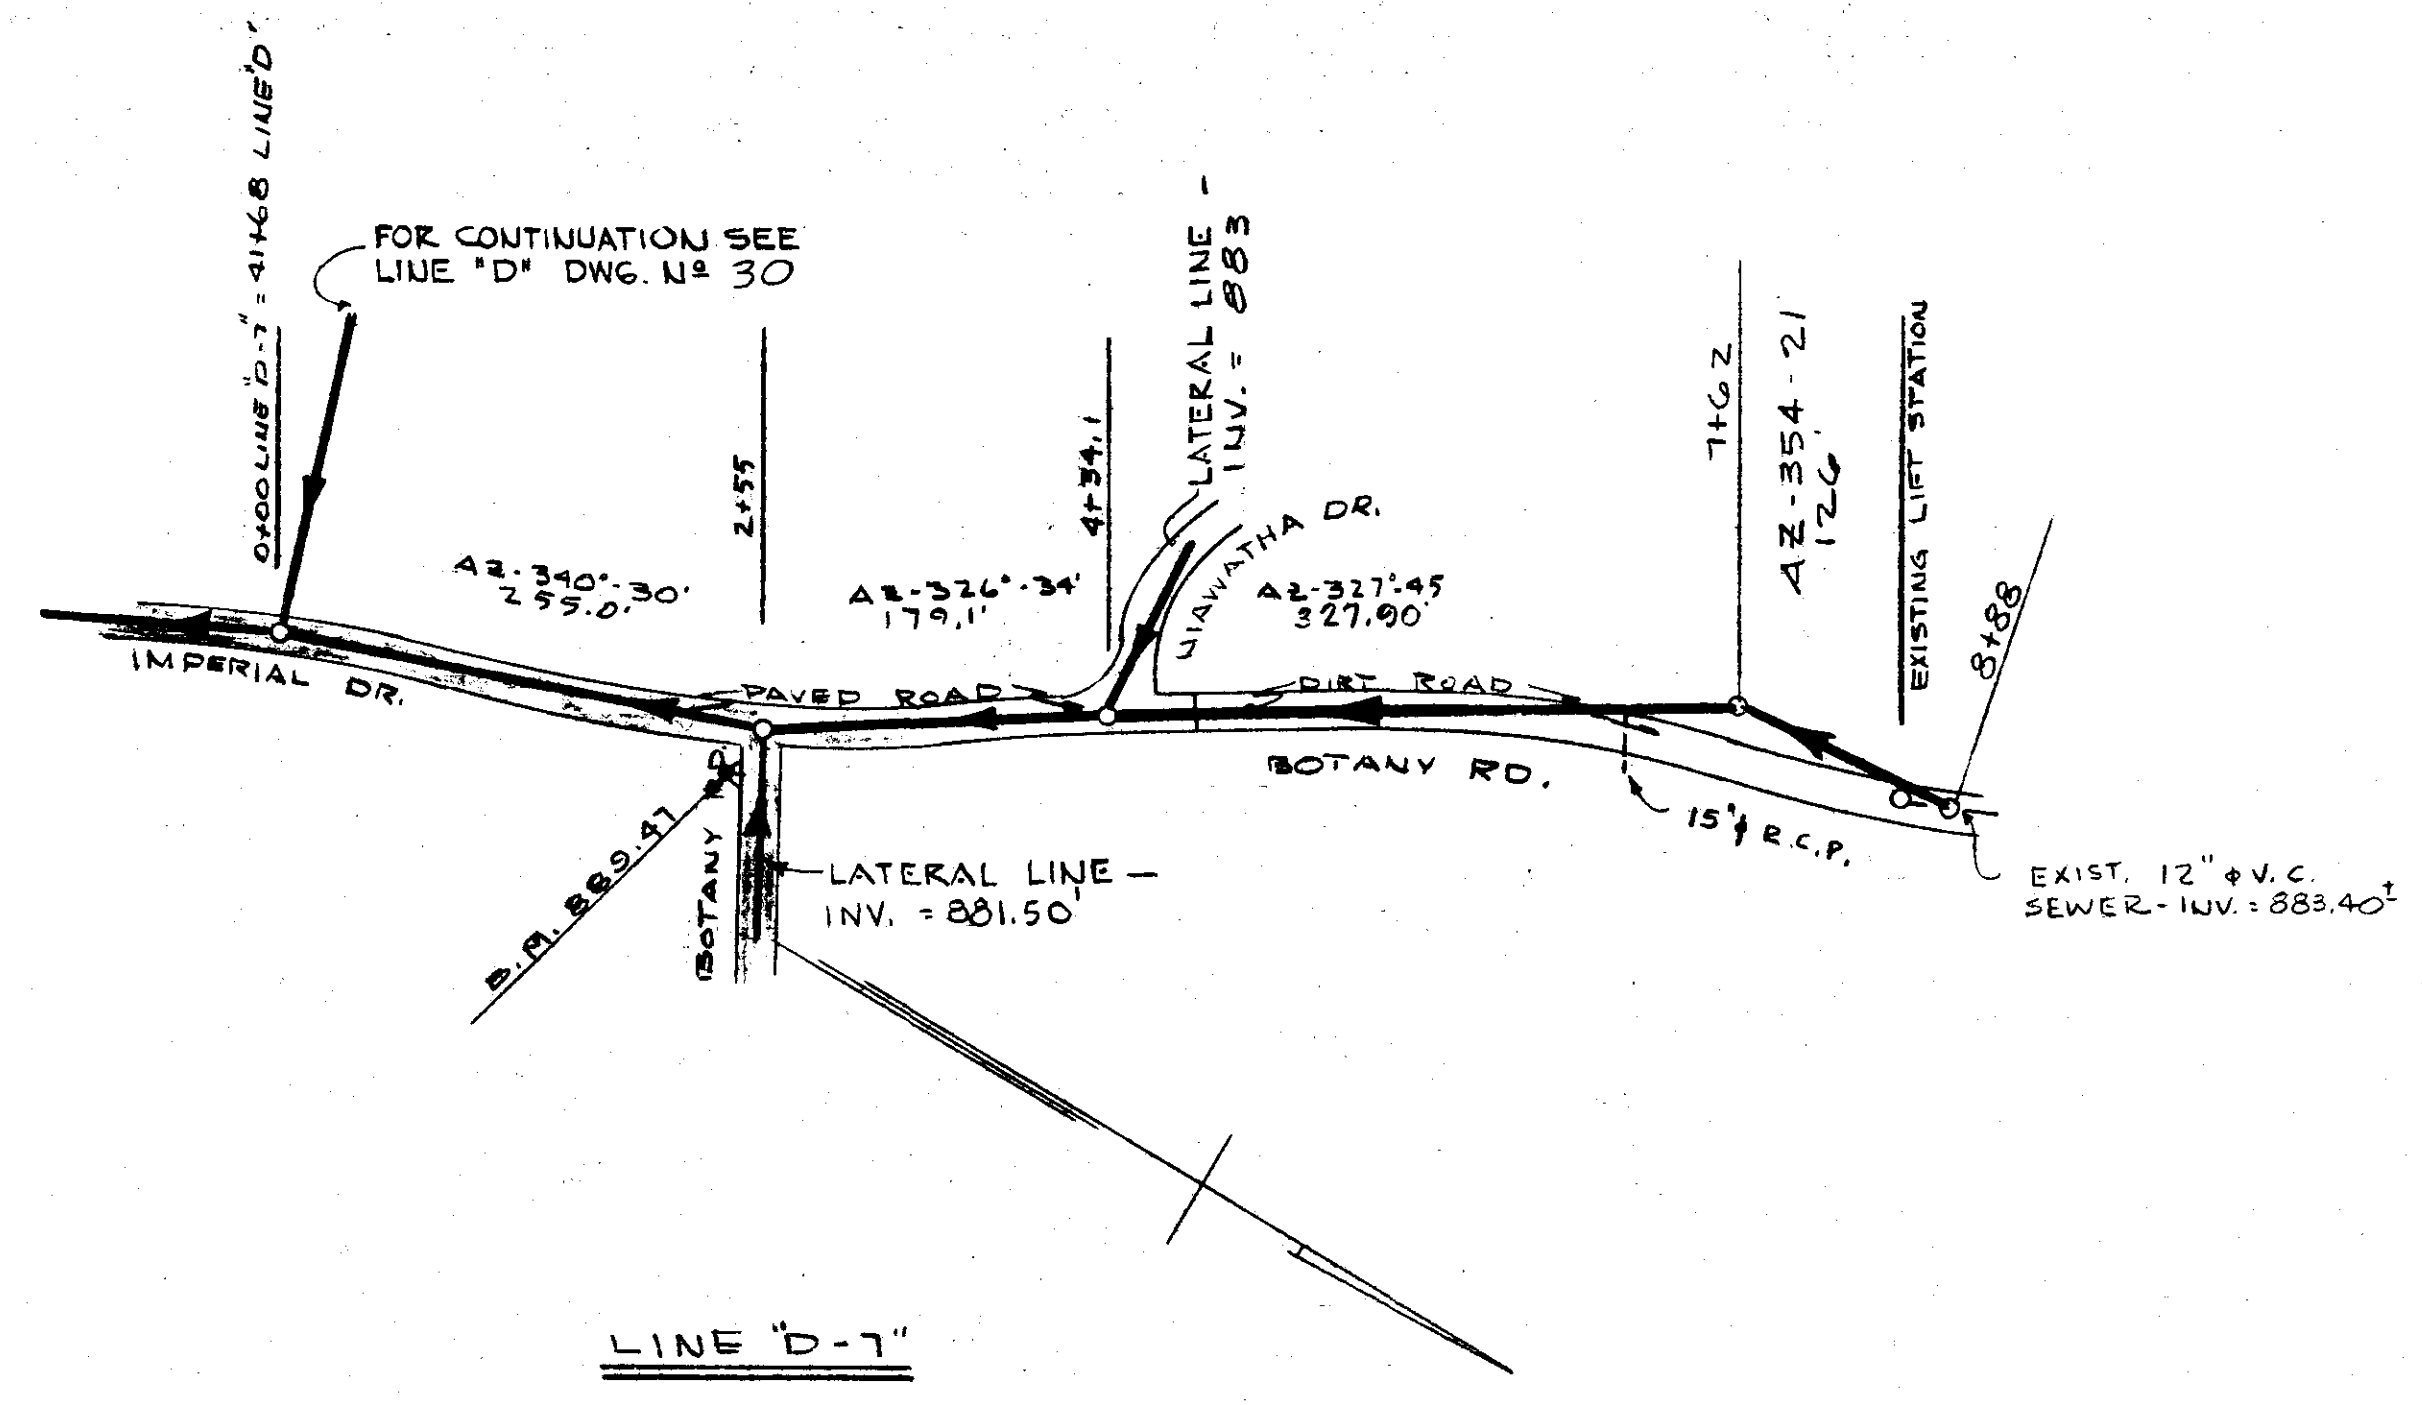 0+00 LINE "D-7" = 41+68 LINE "D"
FOR CONTINUATION SEE
LINE "D" DWG. Nº 30
AZ-340°-30'
255.0'
2+55
AZ-326°-34'
179.1'
4+34.1
LATERAL LINE -
INV. = 883
HIAWATHA DR.
AZ-327°-45
327.90'
7+62
AZ-354-21
126'
EXISTING LIFT STATION
8+88
IMPERIAL DR.
PAVED ROAD
DIRT ROAD
BOTANY RD.
15"ϕ R.C.P.
EXIST. 12" ϕ V.C.
SEWER - INV. = 883.40±
B.M. 889.47
BOTANY RD.
LATERAL LINE -
INV. = 881.50'
LINE "D-7"